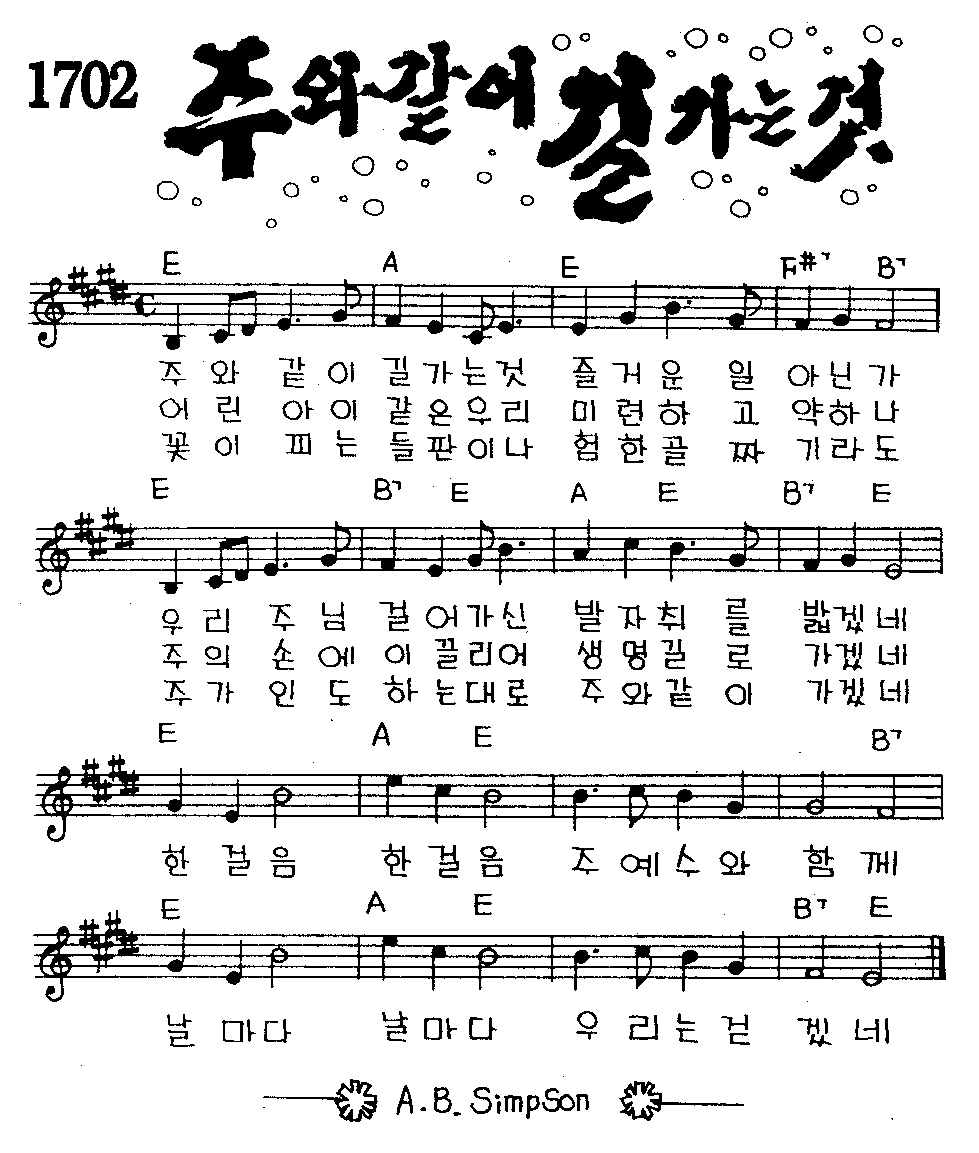 1702 주와같이 길가는것
E A E F#7 B7
주 와 같 이 길 가 는 것 즐 거 운 일 아 닌 가
어 린 아 이 같 은 우 리 미 련 하 고 약 하 나
꽃 이 피 는 들 판 이 나 험 한 골 짜 기 라 도
E B7 E A E B7 E
우 리 주 님 걸 어 가 신 발 자 취 를 밟 겠 네
주 의 손 에 이 끌 리 어 생 명 길 로 가 겠 네
주 가 인 도 하 는 대 로 주 와 같 이 가 겠 네
E A E B7
한 걸 음 한 걸 음 주 예 수 와 함 께
E A E B7 E
날 마 다 날 마 다 우 리 는 걷 겠 네
A.B. Simpson